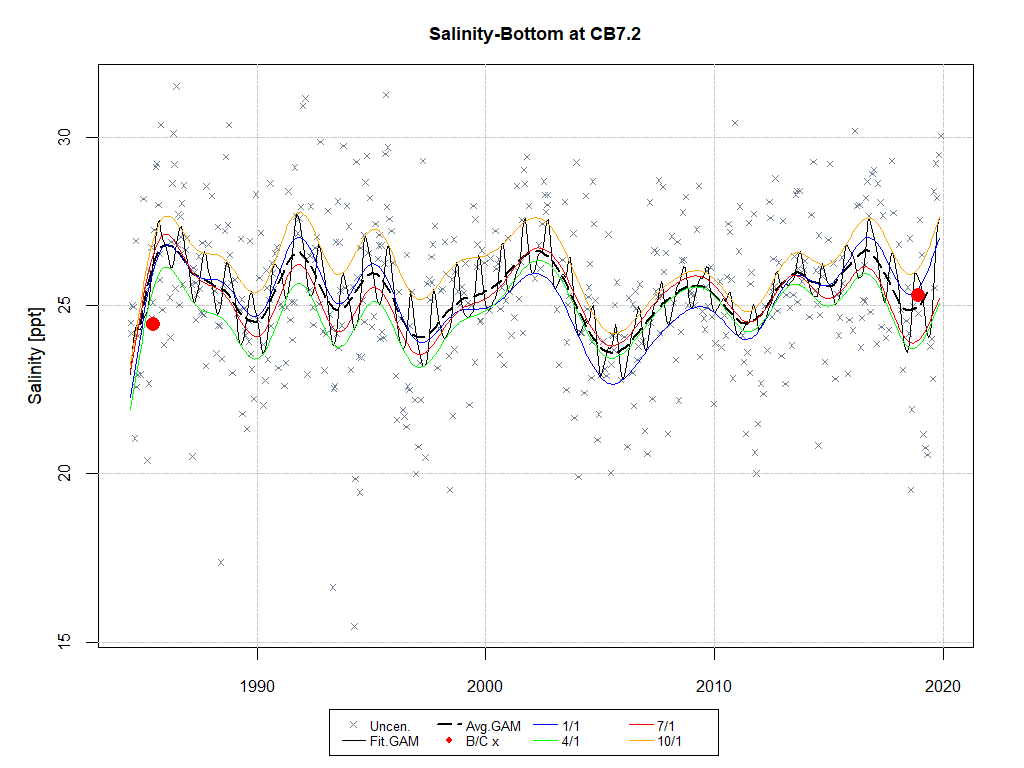 Salinity-Bottom at CB7.2
Salinity [ppt]
30
25
20
15
1990 2000 2010 2020
Uncen. Avg.GAM 1/1 7/1
Fit.GAM B/C x 4/1 10/1